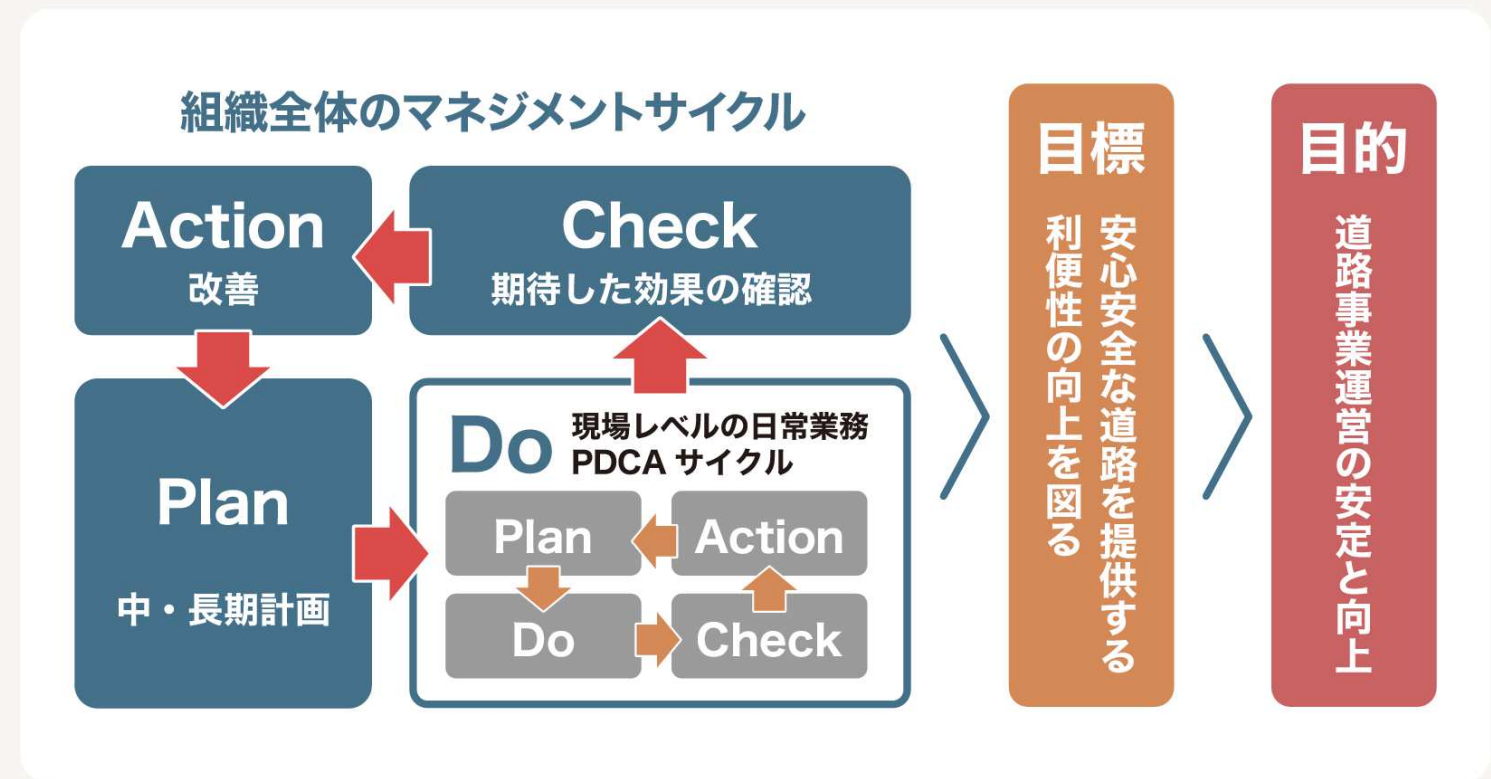 組織全体のマネジメントサイクル
Action
改善
Check
期待した効果の確認
Plan
中・長期計画
Do
現場レベルの日常業務
PDCA サイクル
Plan
Action
Do
Check
目標
安心安全な道路を提供する
利便性の向上を図る
目的
道路事業運営の安定と向上